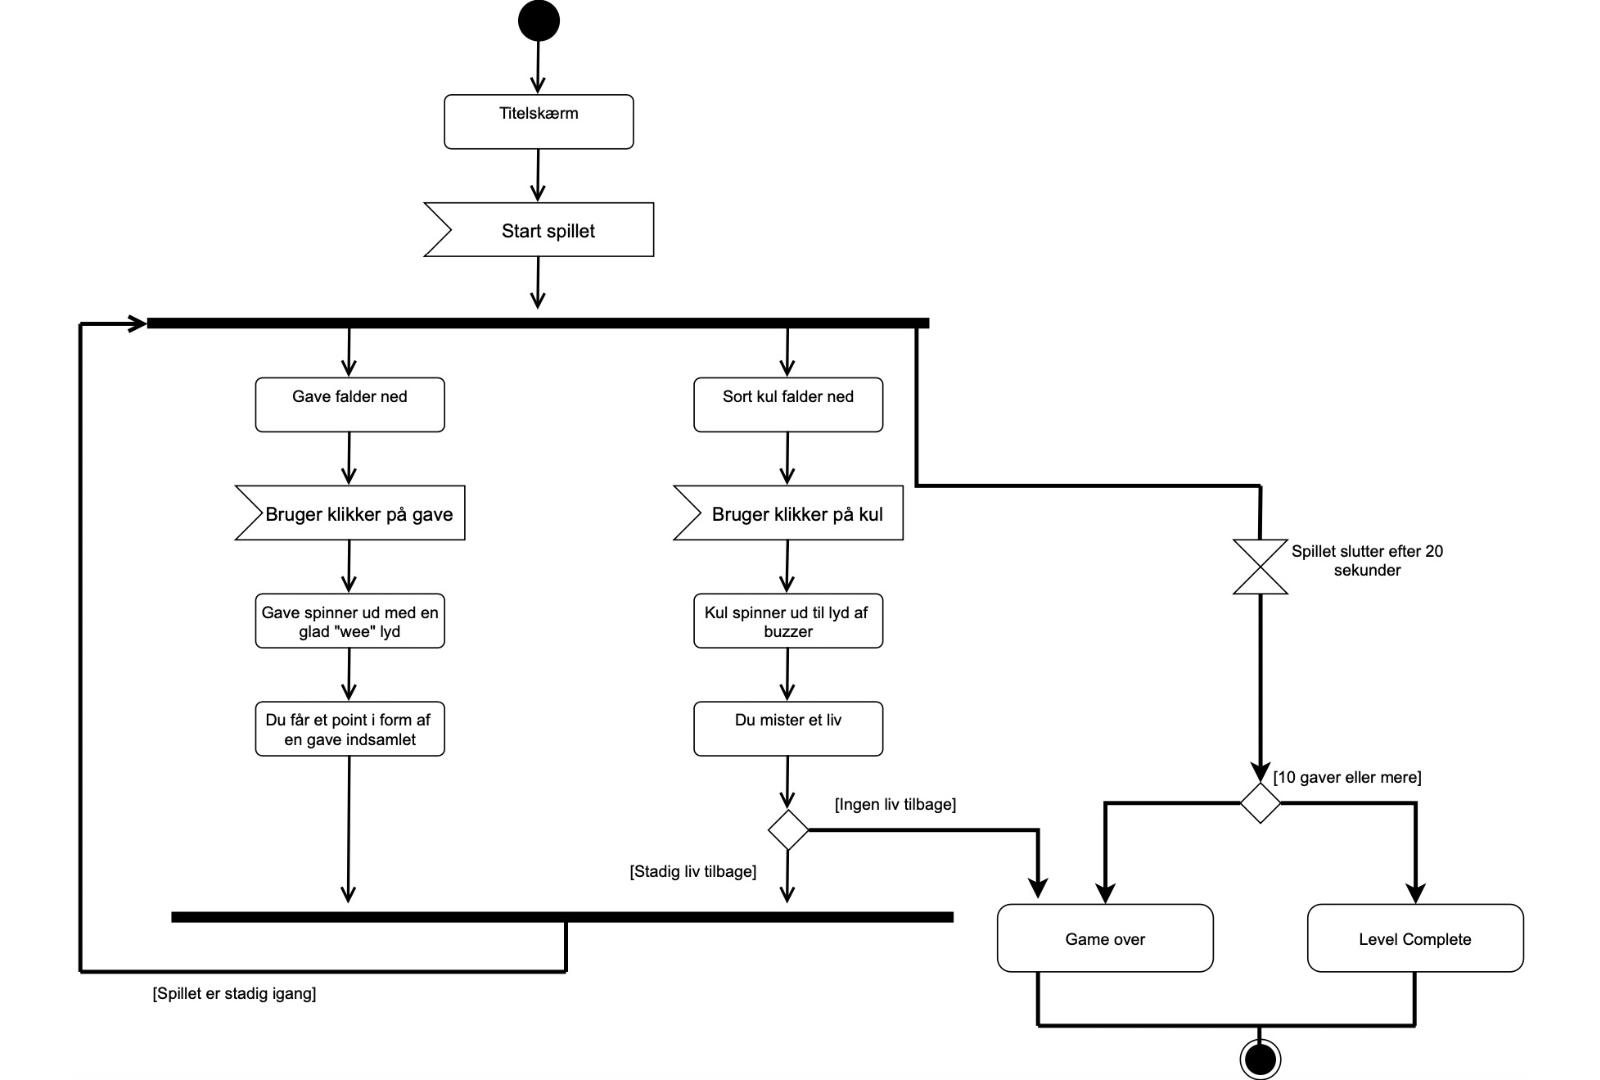 Titelskærm
Start spillet
Gave falder ned
Sort kul falder ned
Bruger klikker på gave
Bruger klikker på kul
Spillet slutter efter 20
sekunder
Gave spinner ud med en
glad "wee" lyd
Kul spinner ud til lyd af
buzzer
Du får et point i form af
en gave indsamlet
Du mister et liv
[10 gaver eller mere]
[Ingen liv tilbage]
[Stadig liv tilbage]
Game over
Level Complete
[Spillet er stadig igang]